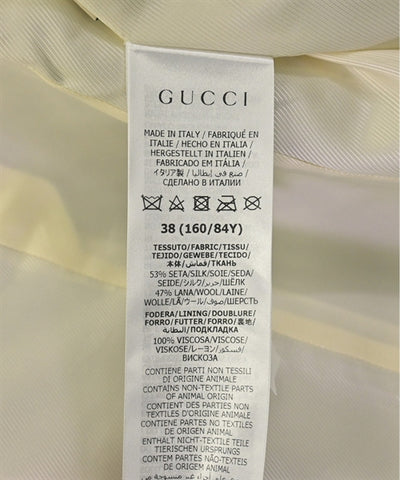 GUCCI
MADE IN ITALY / FABRIQUÉ EN
ITALIE / HECHO EN ITALIA /
HERGESTELLT IN ITALIEN /
FABRICADO EM ITÁLIA /
イタリア製 / صنع في إيطاليا /
СДЕЛАНО В ИТАЛИИ
38 (160/84Y)
TESSUTO/FABRIC/TISSU/
TEJIDO/GEWEBE/TECIDO/
本体/قماش/ТКАНЬ
53% SETA/SILK/SOIE/SEDA/
SEIDE/シルク/حرير/ШЁЛК
47% LANA/WOOL/LAINE/
WOLLE/LÃ/ウール/صوف/ШЕРСТЬ
FODERA/LINING/DOUBLURE/
FORRO/FUTTER/FORRO/裏地/
البطانة/ПОДКЛАДКА
100% VISCOSA/VISCOSE/
VISKOSE/レーヨン/فسكوز/
ВИСКОЗА
CONTIENE PARTI NON TESSILI
DI ORIGINE ANIMALE
CONTAINS NON-TEXTILE PARTS
OF ANIMAL ORIGIN
CONTIENT DES PARTIES NON
TEXTILES D'ORIGINE ANIMALE
CONTIENE PARTES NO TEXTILES
DE ORIGEN ANIMAL
ENTHÄLT NICHT-TEXTILE TEILE
TIERISCHEN URSPRUNGS
CONTÉM PARTES NÃO-TEXTEIS
DE ORIGEM ANIMAL